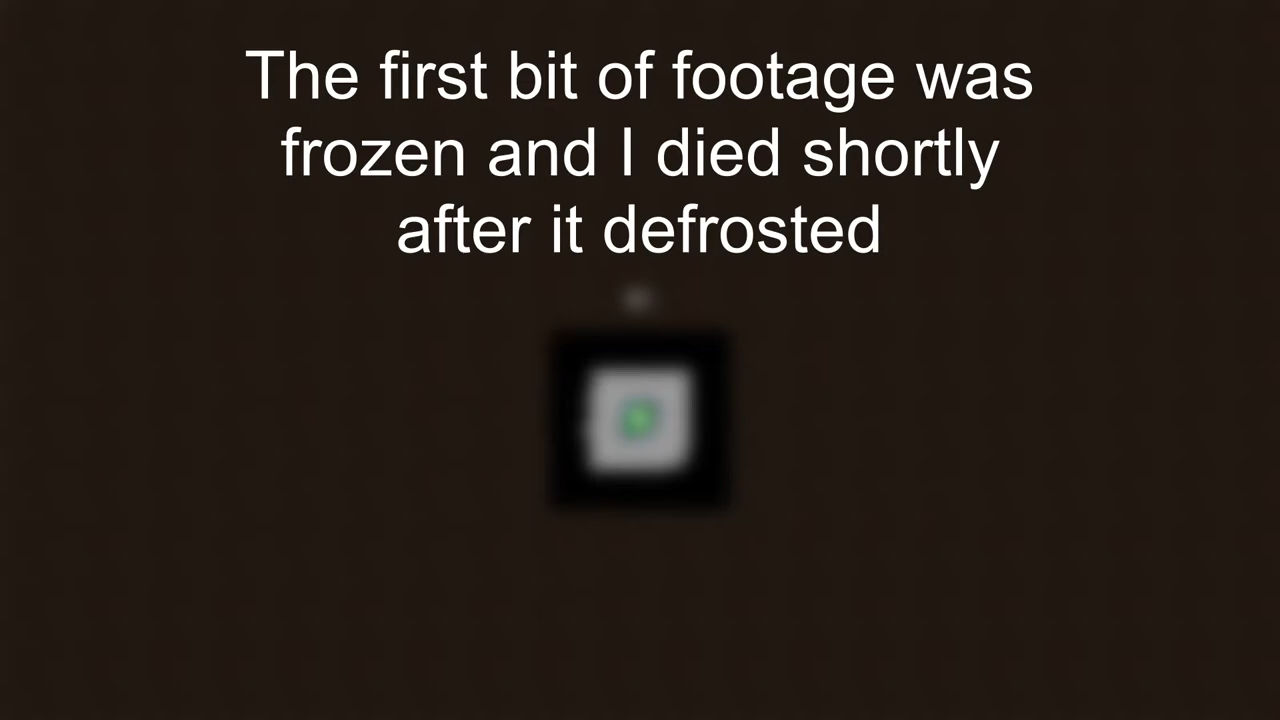 The first bit of footage was
frozen and I died shortly
after it defrosted